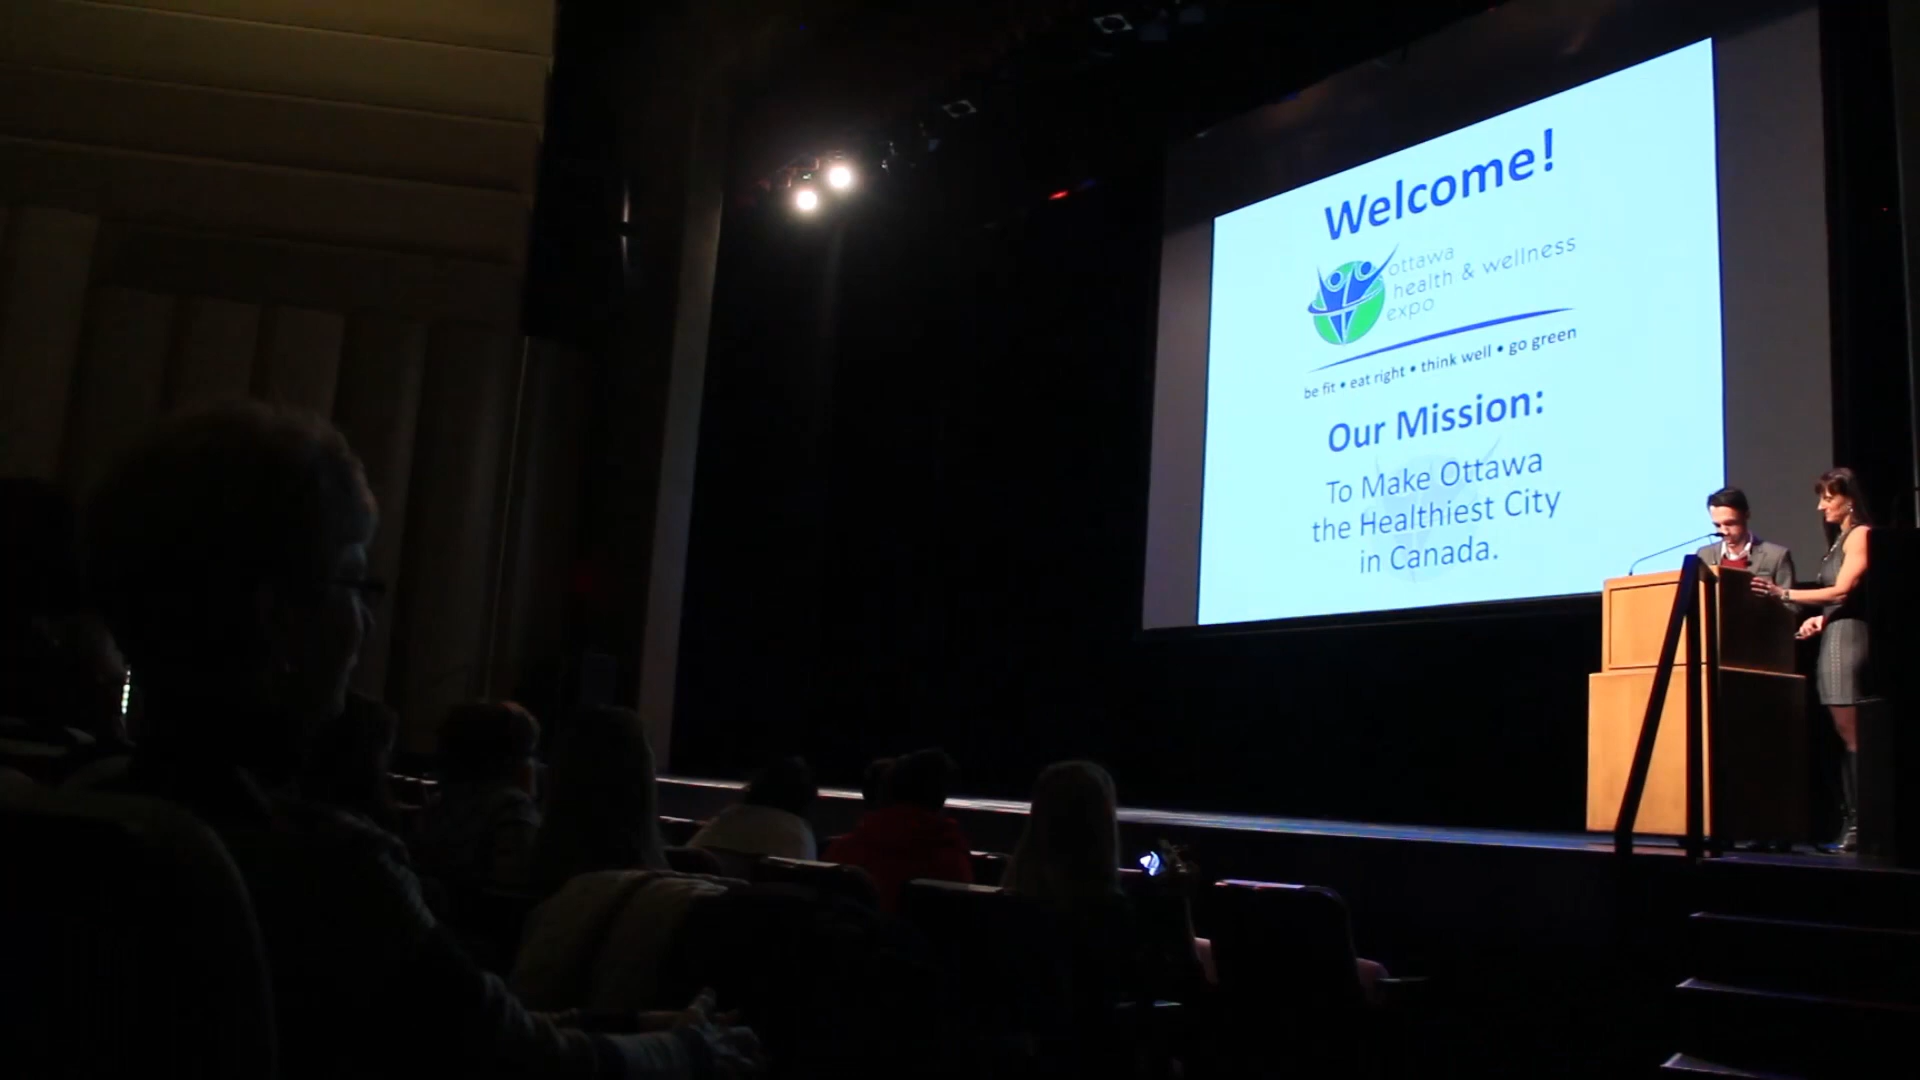 Welcome!
ottawa
health & wellness
expo
be fit • eat right • think well • go green
Our Mission:
To Make Ottawa
the Healthiest City
in Canada.